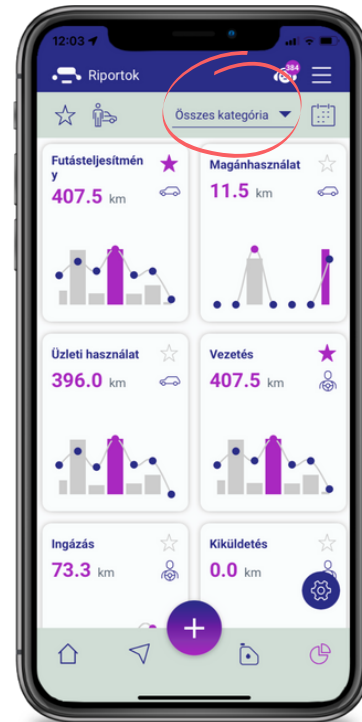 12:03
Riportok
384
Összes kategória
Futásteljesítmén
y
407.5 km
Magánhasználat
11.5 km
Üzleti használat
396.0 km
Vezetés
407.5 km
Ingázás
73.3 km
Kiküldetés
0.0 km